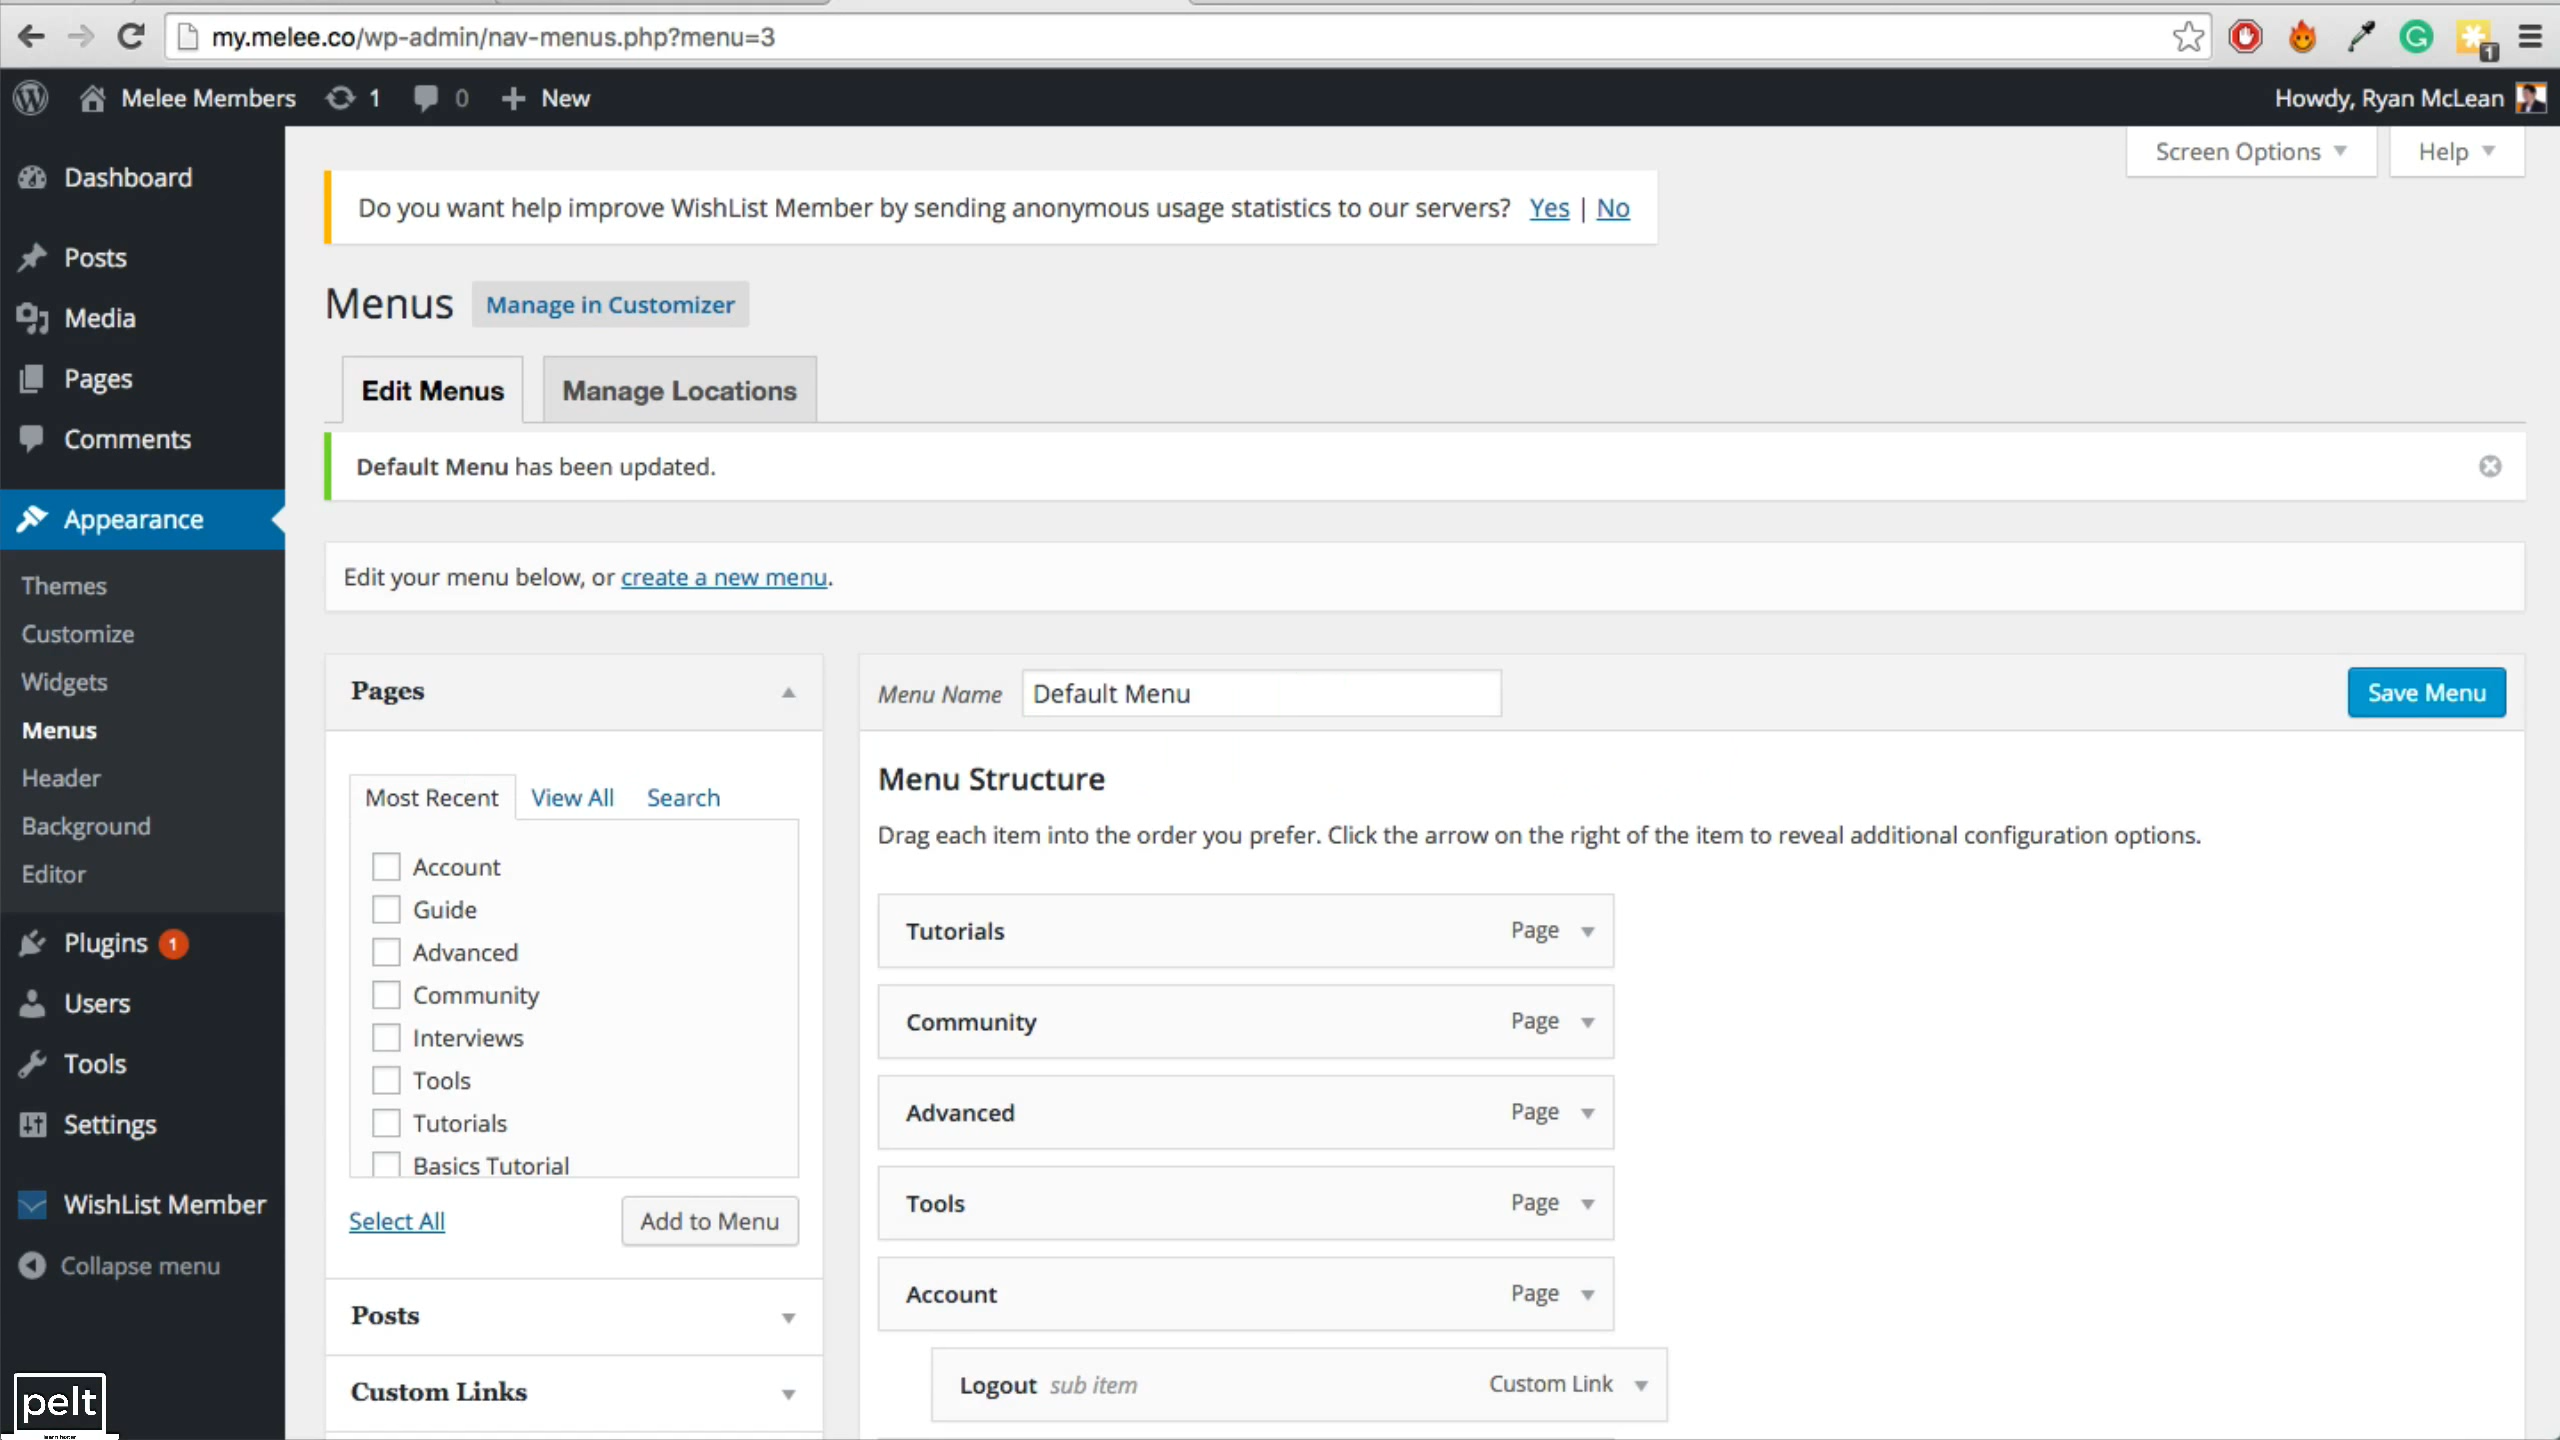 my.melee.co/wp-admin/nav-menus.php?menu=3
1
Melee Members 1 0 New
Howdy, Ryan McLean
Screen Options Help
Dashboard
Posts
Media
Pages
Comments
Appearance
Themes
Customize
Widgets
Menus
Header
Background
Editor
Plugins 1
Users
Tools
Settings
WishList Member
Collapse menu
Do you want help improve WishList Member by sending anonymous usage statistics to our servers? Yes | No
Menus Manage in Customizer
Edit Menus Manage Locations
Default Menu has been updated.
Edit your menu below, or create a new menu.
Pages
Most Recent View All Search
Account
Guide
Advanced
Community
Interviews
Tools
Tutorials
Basics Tutorial
Select All Add to Menu
Posts
Custom Links
Menu Name Default Menu Save Menu
Menu Structure
Drag each item into the order you prefer. Click the arrow on the right of the item to reveal additional configuration options.
Tutorials Page
Community Page
Advanced Page
Tools Page
Account Page
Logout sub item Custom Link
pelt